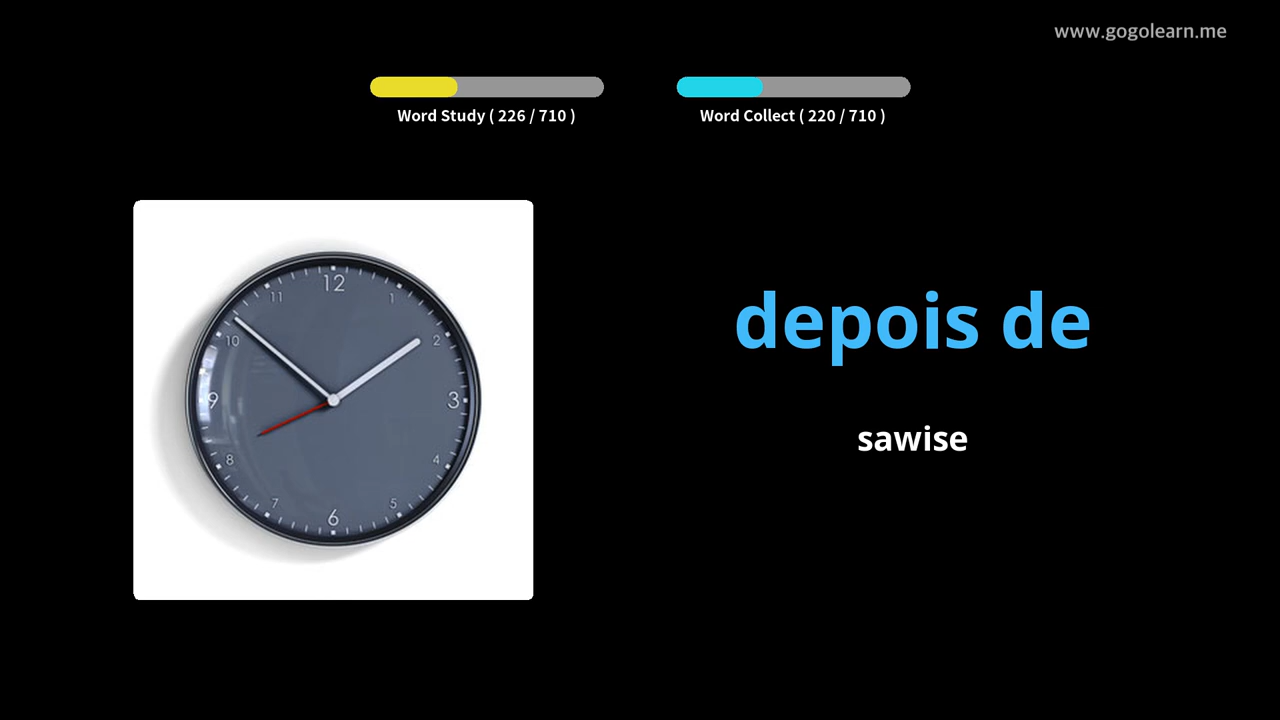 www.gogolearn.me
Word Study ( 226 / 710 )
Word Collect ( 220 / 710 )
12
11
1
10
2
9
3
8
4
7
5
6
depois de
sawise